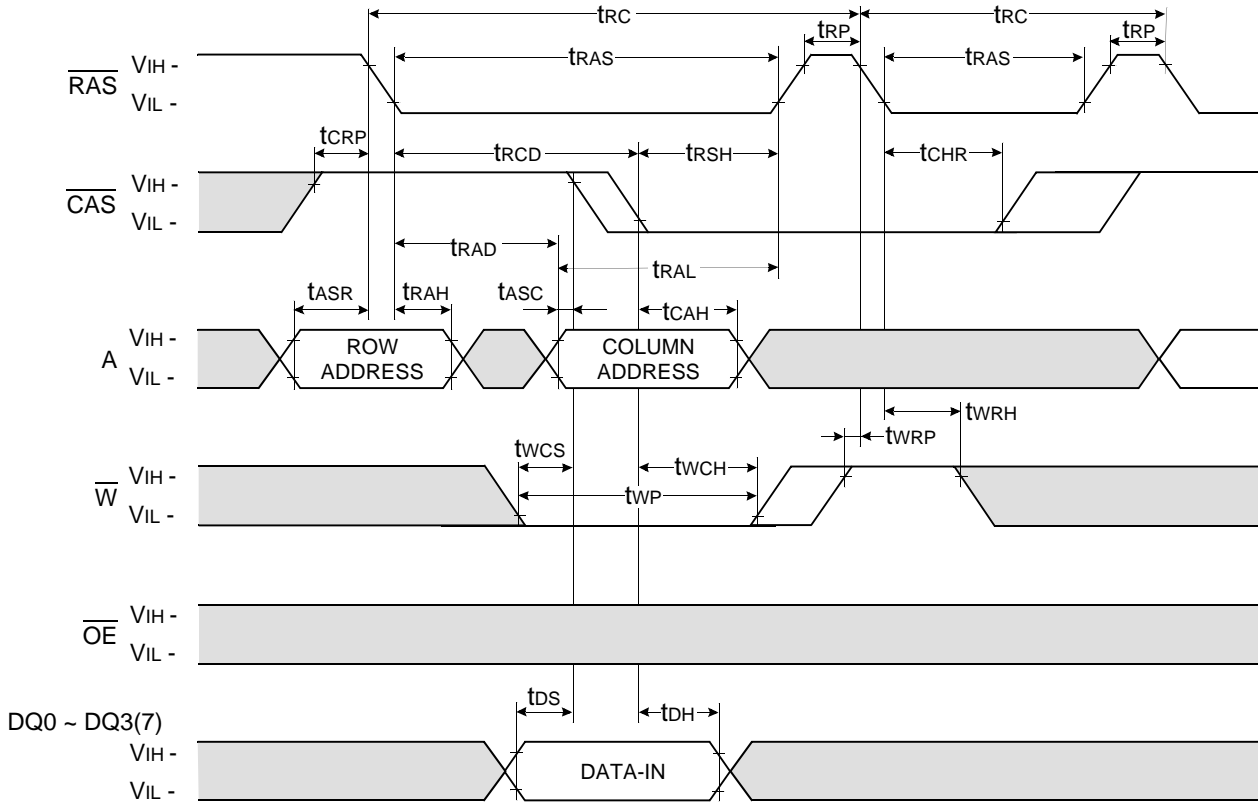 tRC tRC
tRP tRP
RAS VIH - tRAS tRAS
VIL -
tCRP tRCD tRSH tCHR
CAS VIH -
VIL -
tRAD
tRAL
tASR tRAH tASC tCAH
A VIH - ROW ADDRESS COLUMN ADDRESS
VIL -
tWRH
tWRP
tWCS tWCH
W VIH - tWP
VIL -
OE VIH -
VIL -
tDS tDH
DQ0 ~ DQ3(7)
VIH -
DATA-IN
VIL -